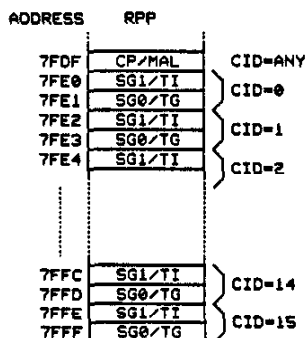 ADDRESS RPP
7FDF CP/MAL CID=ANY
7FE0 SG1/TI
CID=0
7FE1 SG0/TG
7FE2 SG1/TI
CID=1
7FE3 SG0/TG
7FE4 SG1/TI
CID=2
7FFC SG1/TI
CID=14
7FFD SG0/TG
7FFE SG1/TI
CID=15
7FFF SG0/TG